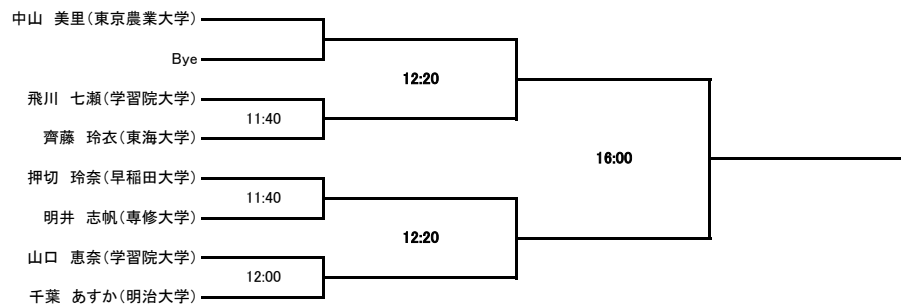 中山　美里(東京農業大学)
Bye
12:20
飛川　七瀬(学習院大学)
11:40
齊藤　玲衣(東海大学)
16:00
押切　玲奈(早稲田大学)
11:40
明井　志帆(専修大学)
12:20
山口　恵奈(学習院大学)
12:00
千葉　あすか(明治大学)